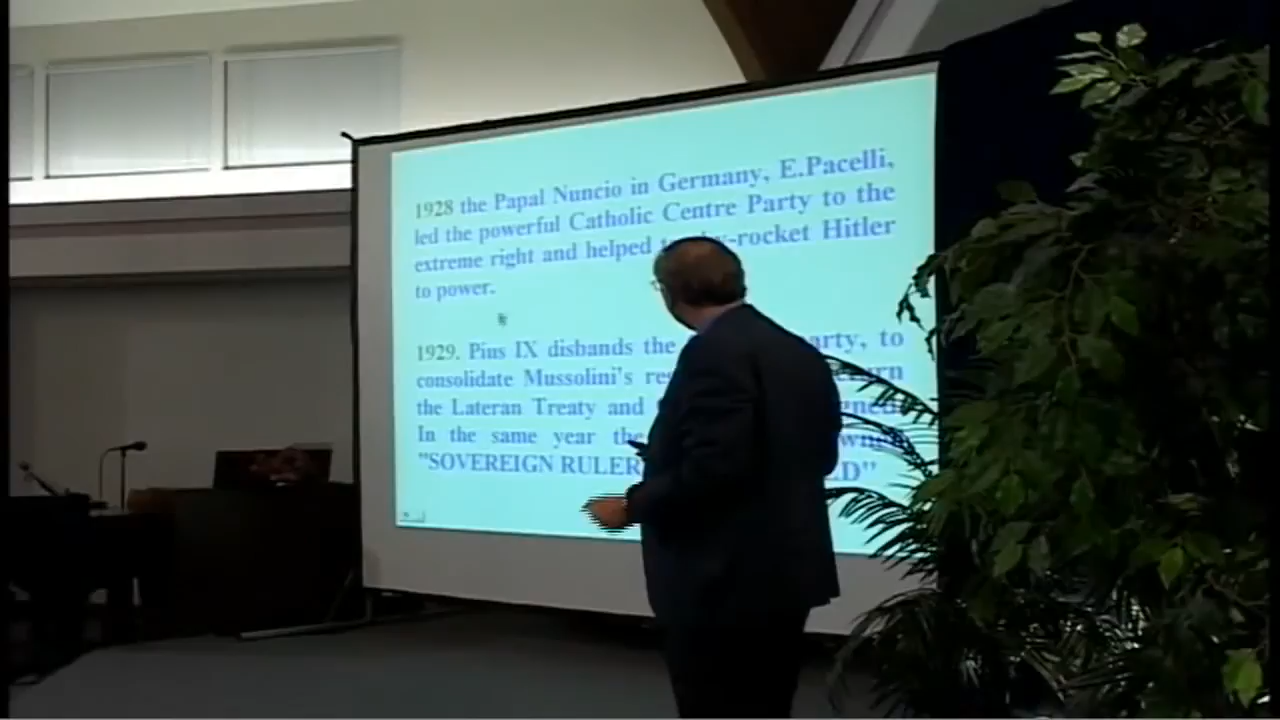 1928 the Papal Nuncio in Germany, E.Pacelli,
led the powerful Catholic Centre Party to the
extreme right and helped -rocket Hitler
to power.
1929. Pius IX disbands the arty, to
consolidate Mussolini's
the Lateran Treaty and
In the same year the
"SOVEREIGN RULER LD"